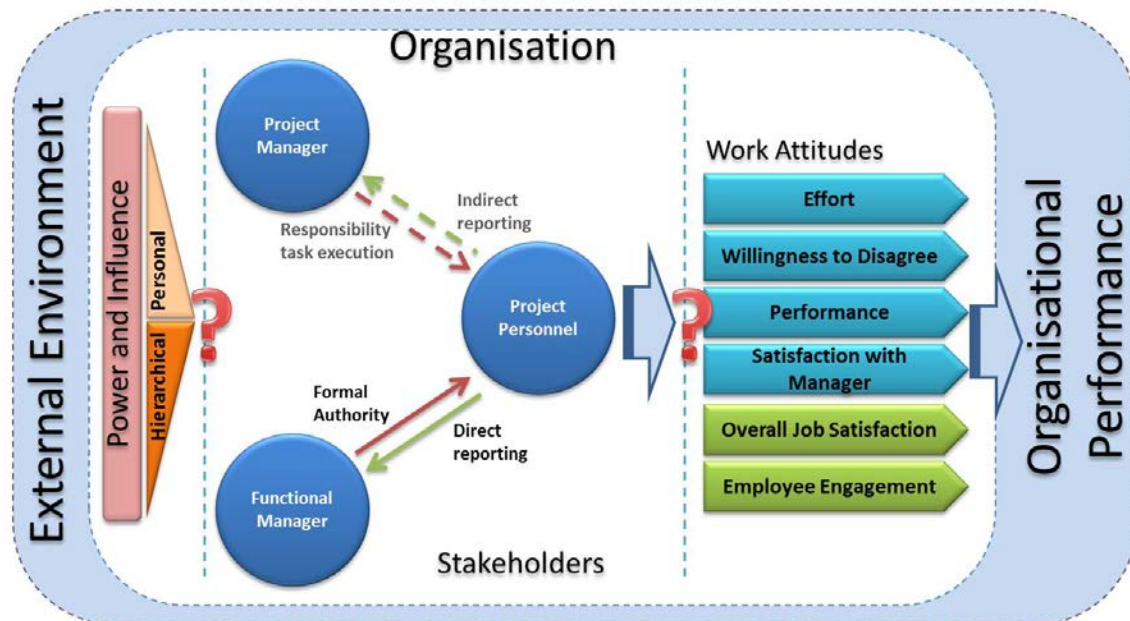 Organisation
External Environment
Power and Influence
Personal
Hierarchical
?
Project
Manager
Indirect
reporting
Responsibility
task execution
Project
Personnel
Formal
Authority
Direct
reporting
Functional
Manager
Stakeholders
?
Work Attitudes
Effort
Willingness to Disagree
Performance
Satisfaction with
Manager
Overall Job Satisfaction
Employee Engagement
Organisational
Performance